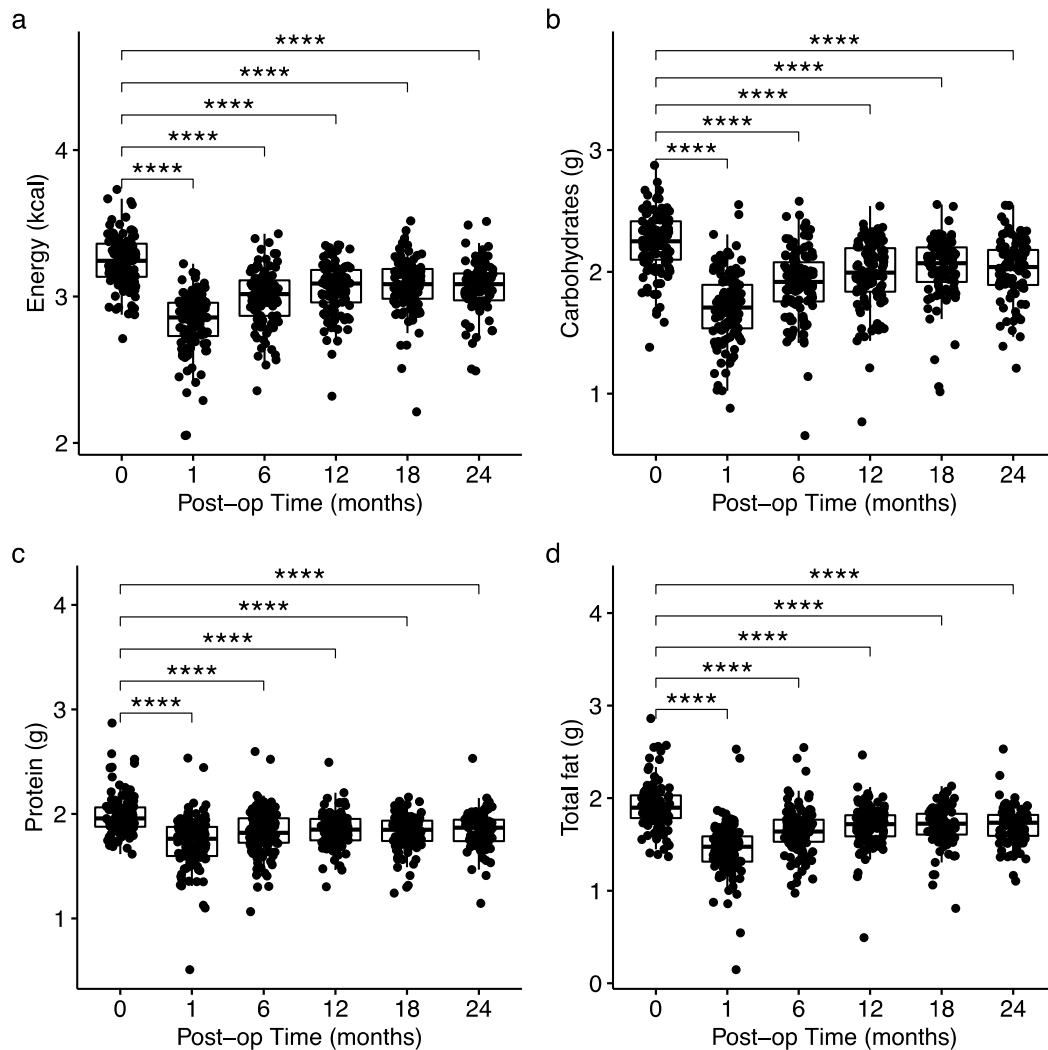 a
****
****
****
****
****
Energy (kcal)
4
3
2
0 1 6 12 18 24
Post–op Time (months)
b
****
****
****
****
****
Carbohydrates (g)
3
2
1
0 1 6 12 18 24
Post–op Time (months)
c
****
****
****
****
****
Protein (g)
4
3
2
1
0 1 6 12 18 24
Post–op Time (months)
d
****
****
****
****
****
Total fat (g)
4
3
2
1
0
0 1 6 12 18 24
Post–op Time (months)